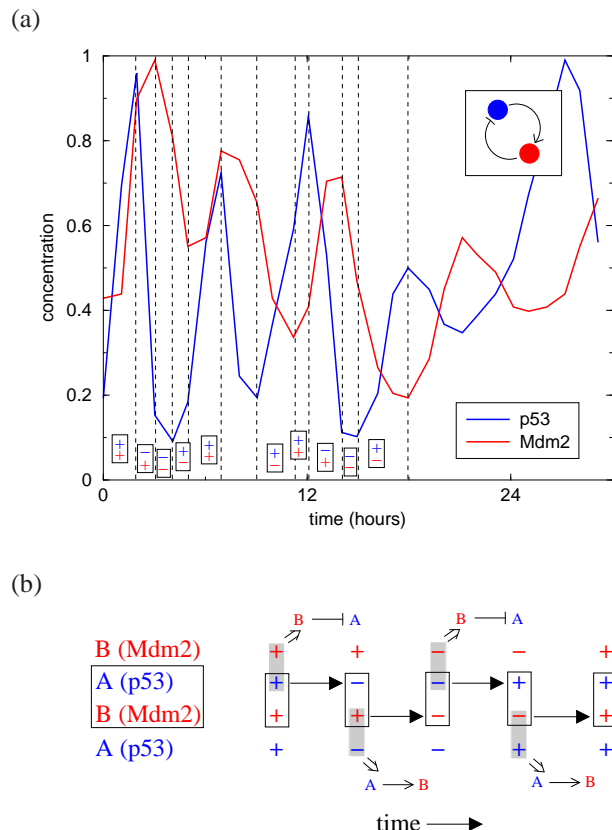 (a)
1
0.8
0.6
0.4
0.2
0
concentration
p53
Mdm2
+ − − + + + + − − +
+ + − − + − + + − −
0 12 24
time (hours)
(b)
B ⊣ A B ⊣ A
B (Mdm2) + + − − +
A (p53) + − − + +
B (Mdm2) + + − − +
A (p53) + − − + +
A → B A → B
time